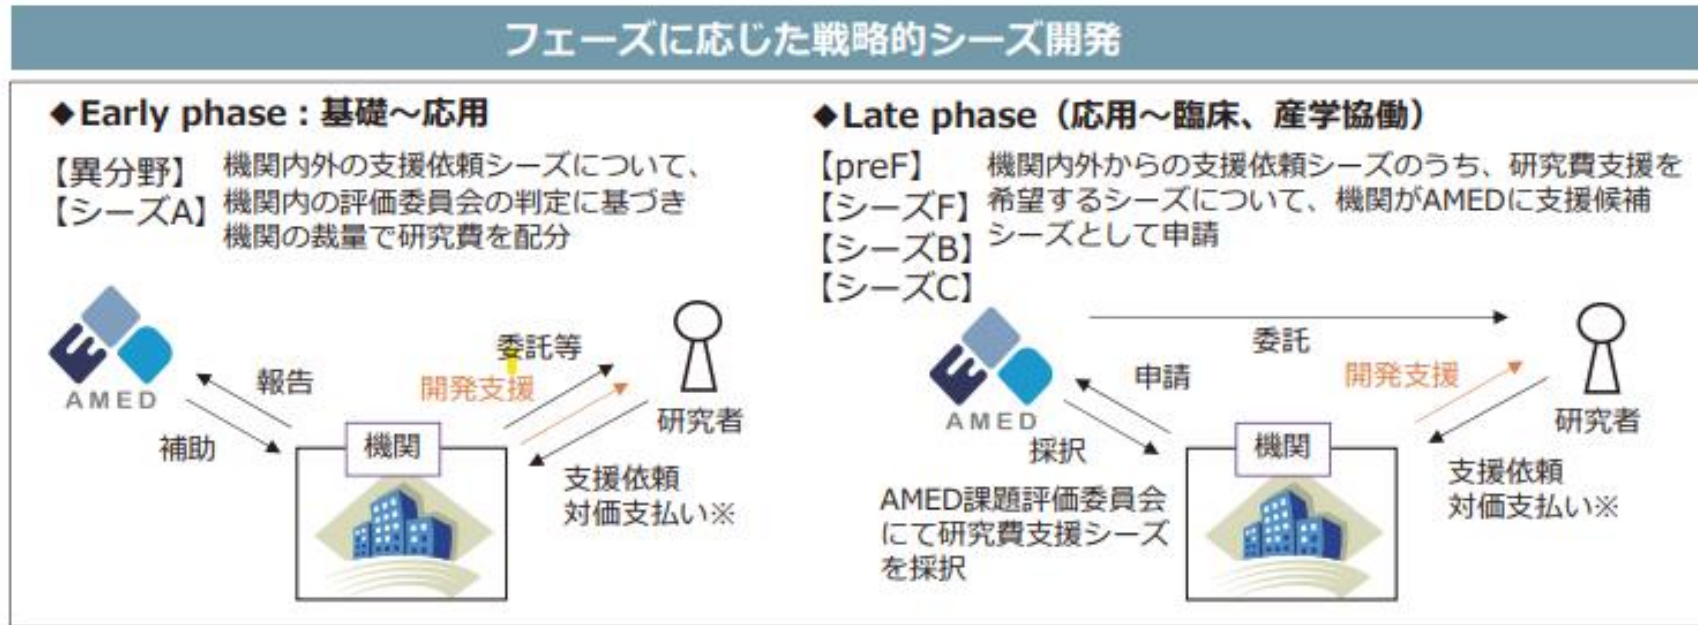 フェーズに応じた戦略的シーズ開発
◆Early phase：基礎～応用
【異分野】
【シーズA】
機関内外の支援依頼シーズについて、
機関内の評価委員会の判定に基づき
機関の裁量で研究費を配分
AMED
報告
補助
機関
委託等
開発支援
研究者
支援依頼
対価支払い※
◆Late phase（応用～臨床、産学協働）
【preF】
【シーズF】
【シーズB】
【シーズC】
機関内外からの支援依頼シーズのうち、研究費支援を
希望するシーズについて、機関がAMEDに支援候補
シーズとして申請
AMED
委託
申請
採択
機関
開発支援
研究者
支援依頼
対価支払い※
AMED課題評価委員会
にて研究費支援シーズ
を採択